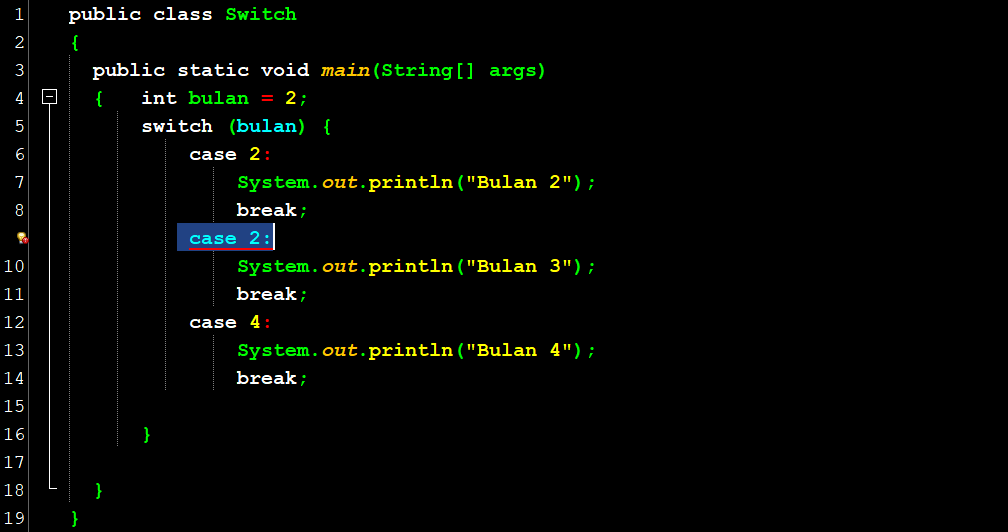 1 public class Switch
2 {
3 public static void main(String[] args)
4 { int bulan = 2;
5 switch (bulan) {
6 case 2:
7 System.out.println("Bulan 2");
8 break;
case 2:
10 System.out.println("Bulan 3");
11 break;
12 case 4:
13 System.out.println("Bulan 4");
14 break;
15
16 }
17
18 }
19 }